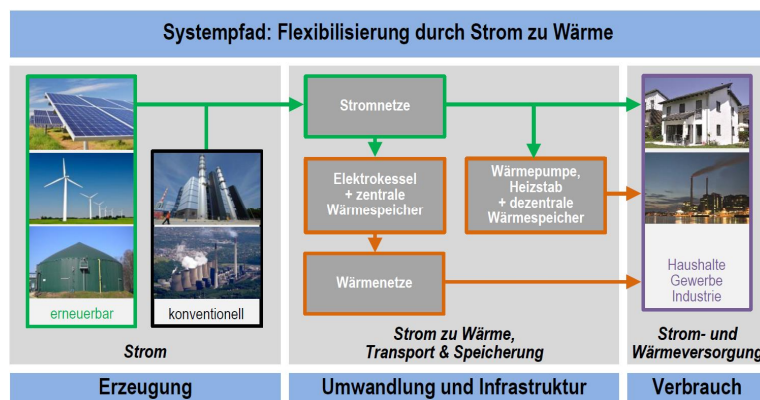 Systempfad: Flexibilisierung durch Strom zu Wärme
erneuerbar
konventionell
Strom
Stromnetze
Elektrokessel
+ zentrale
Wärmespeicher
Wärmepumpe,
Heizstab
+ dezentrale
Wärmespeicher
Wärmenetze
Strom zu Wärme,
Transport & Speicherung
Haushalte
Gewerbe
Industrie
Strom- und
Wärmeversorgung
Erzeugung
Umwandlung und Infrastruktur
Verbrauch